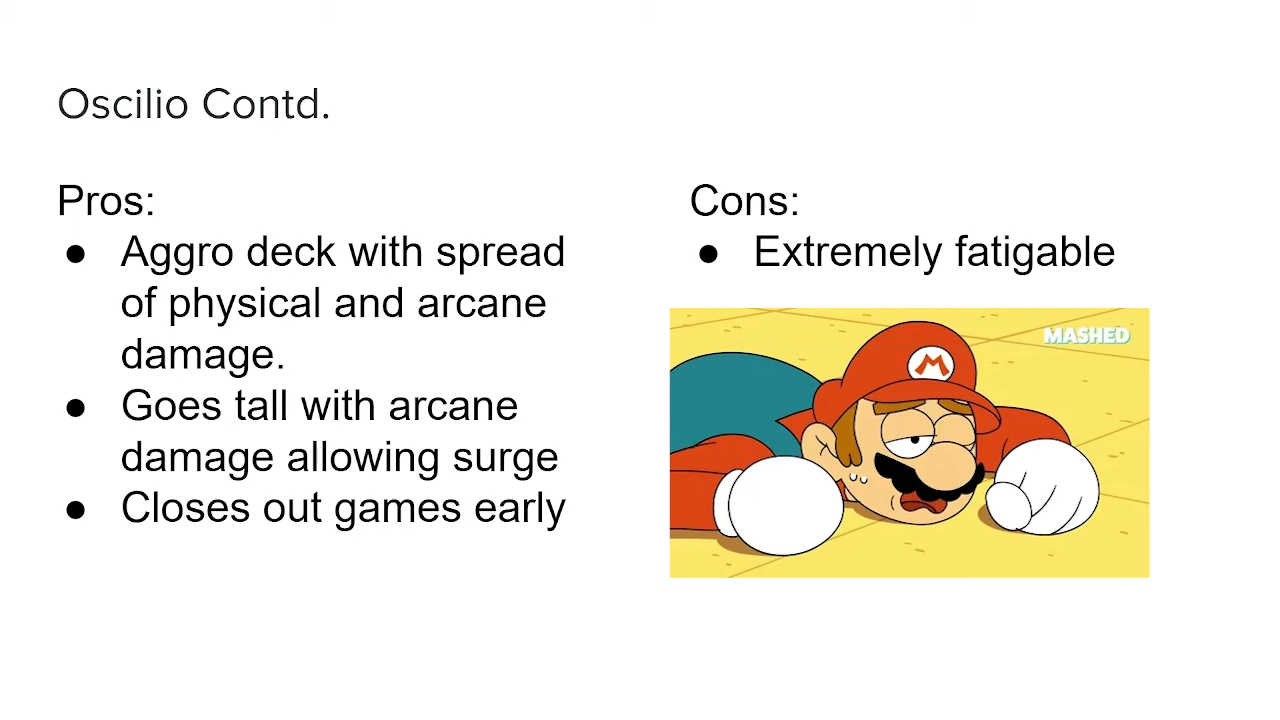 Oscilio Contd.
Pros:
● Aggro deck with spread
of physical and arcane
damage.
● Goes tall with arcane
damage allowing surge
● Closes out games early
Cons:
● Extremely fatigable
MASHED
M